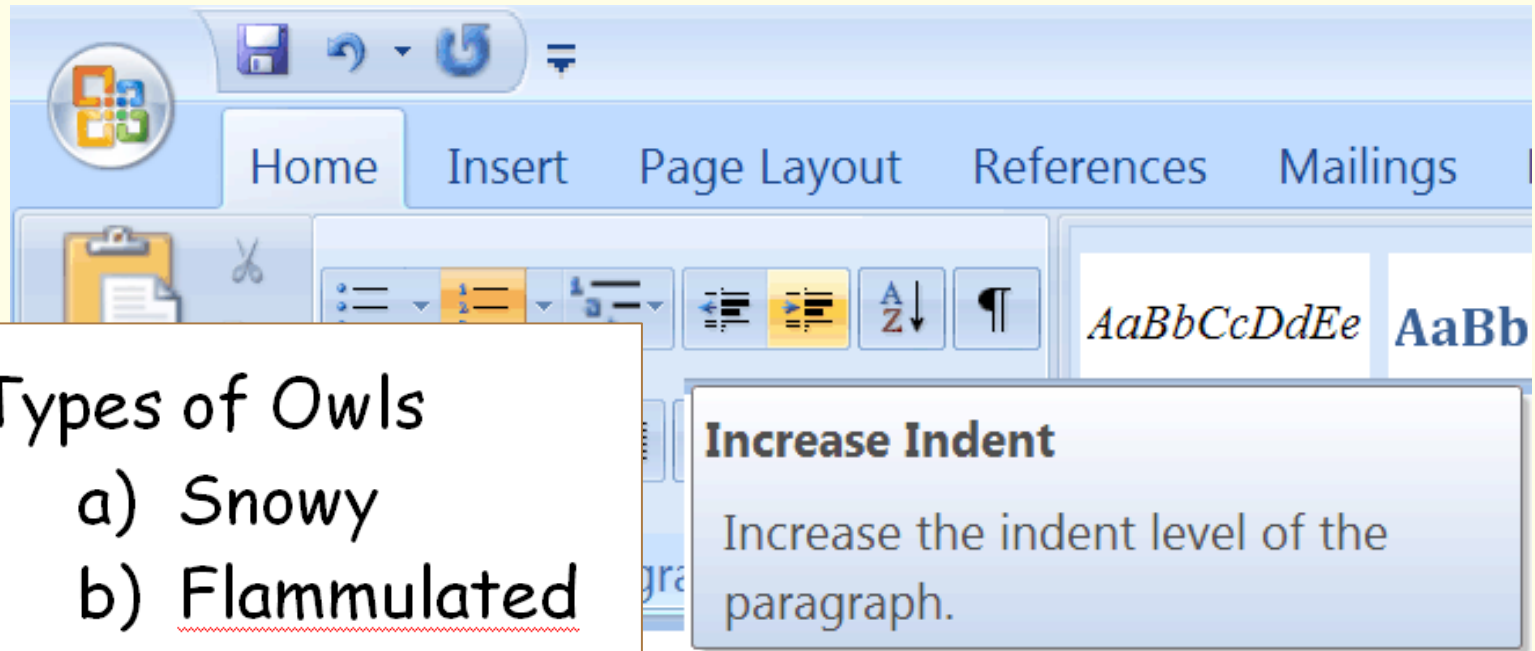 Home Insert Page Layout References Mailings
AaBbCcDdEe AaBb
Types of Owls
a) Snowy
b) Flammulated
Increase Indent
Increase the indent level of the
paragraph.